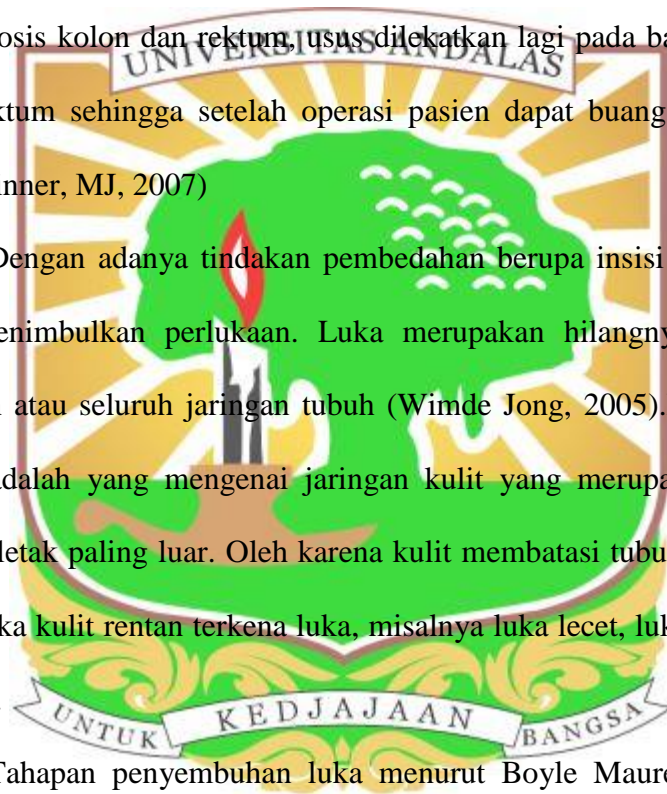 osis kolon dan rektum, usus dilekatkan lagi pada ba
UNIVERSITAS ANDALAS
ktum sehingga setelah operasi pasien dapat buang
nner, MJ, 2007)
Dengan adanya tindakan pembedahan berupa insisi
enimbulkan perlukaan. Luka merupakan hilangny
atau seluruh jaringan tubuh (Wimde Jong, 2005).
adalah yang mengenai jaringan kulit yang merupa
letak paling luar. Oleh karena kulit membatasi tubu
ka kulit rentan terkena luka, misalnya luka lecet, luk
UNTUK KEDJAJAAN BANGSA
Tahapan penyembuhan luka menurut Boyle Maure